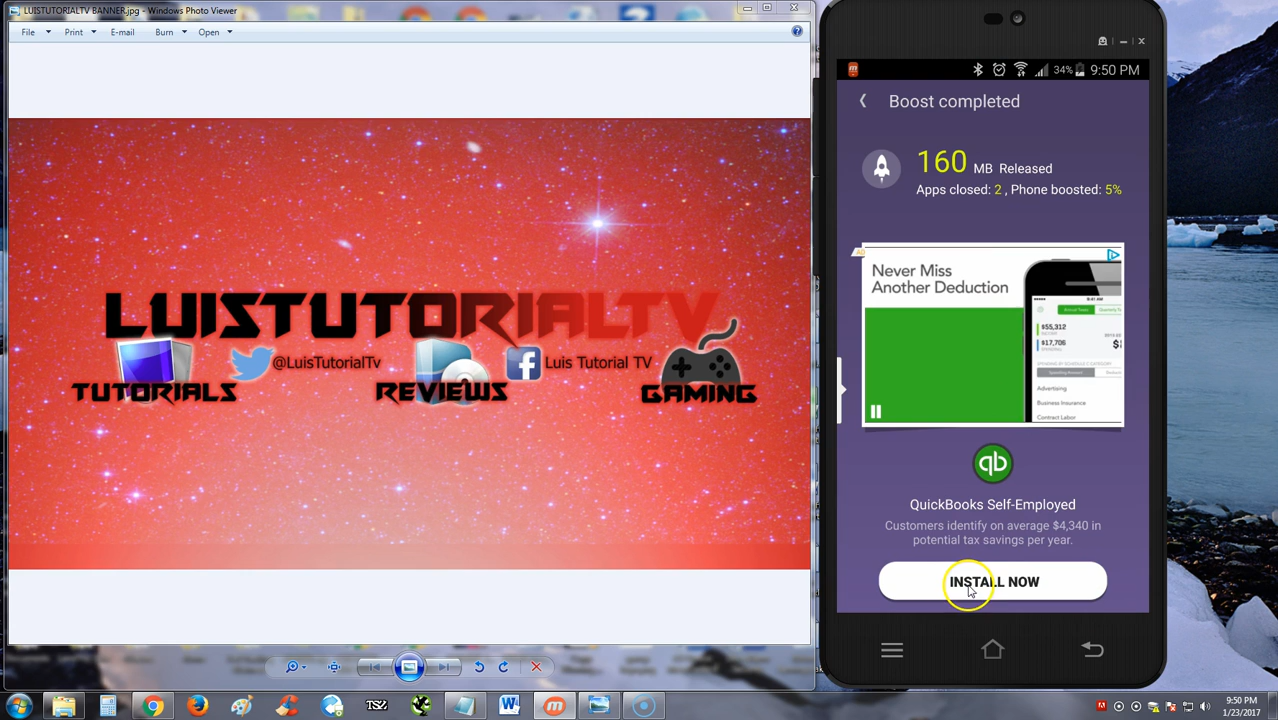 LUISTUTORIALTV BANNER.jpg - Windows Photo Viewer
File Print E-mail Burn Open
LUISTUTORIALTV
@LuisTutorialTv
Luis Tutorial TV
TUTORIALS
REVIEWS
GAMING
34% 9:50 PM
Boost completed
160 MB Released
Apps closed: 2 , Phone boosted: 5%
AD
Never Miss
Another Deduction
$55,312
$17,706
Advertising
Business Insurance
Contract Labor
qb
QuickBooks Self-Employed
Customers identify on average $4,340 in
potential tax savings per year.
INSTALL NOW
TSZ
9:50 PM
1/23/2017